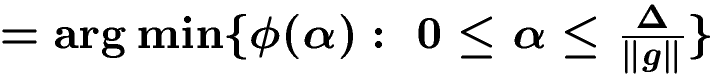 = arg min{ϕ(α) : 0 ≤ α ≤ Δ/||g||}